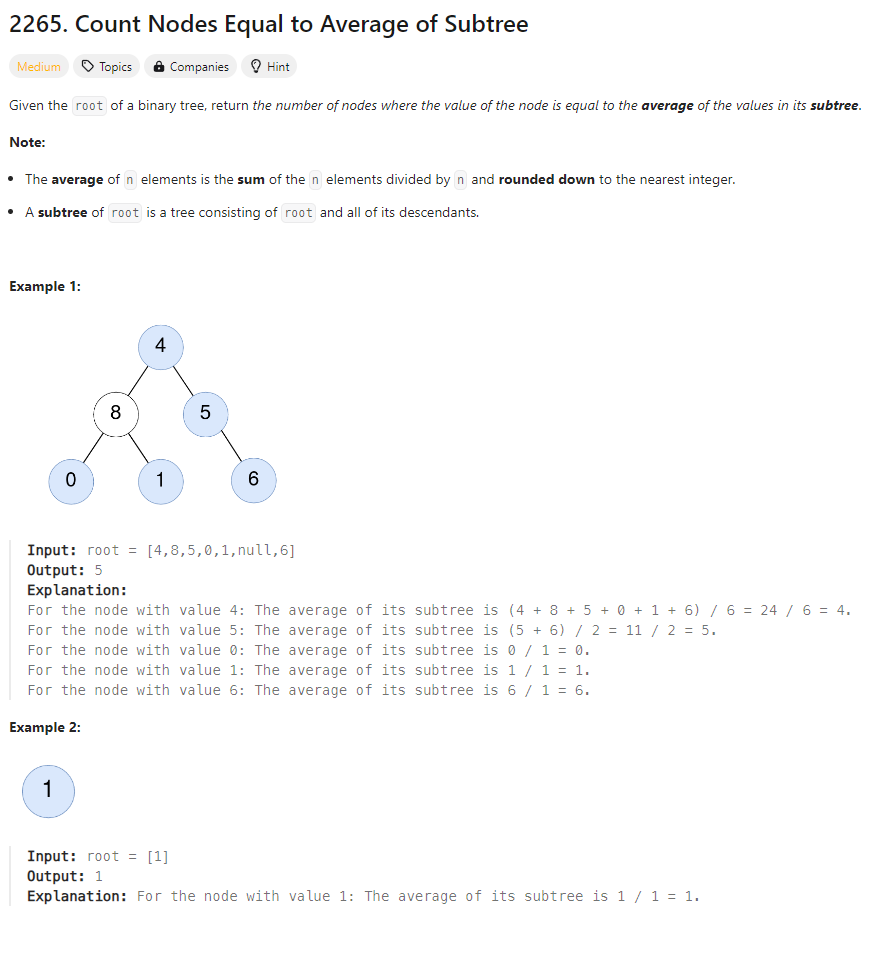 2265. Count Nodes Equal to Average of Subtree
Medium Topics Companies Hint
Given the root of a binary tree, return the number of nodes where the value of the node is equal to the average of the values in its subtree.
Note:
• The average of n elements is the sum of the n elements divided by n and rounded down to the nearest integer.
• A subtree of root is a tree consisting of root and all of its descendants.
Example 1:
4
8 5
0 1 6
Input: root = [4,8,5,0,1,null,6]
Output: 5
Explanation:
For the node with value 4: The average of its subtree is (4 + 8 + 5 + 0 + 1 + 6) / 6 = 24 / 6 = 4.
For the node with value 5: The average of its subtree is (5 + 6) / 2 = 11 / 2 = 5.
For the node with value 0: The average of its subtree is 0 / 1 = 0.
For the node with value 1: The average of its subtree is 1 / 1 = 1.
For the node with value 6: The average of its subtree is 6 / 1 = 6.
Example 2:
1
Input: root = [1]
Output: 1
Explanation: For the node with value 1: The average of its subtree is 1 / 1 = 1.